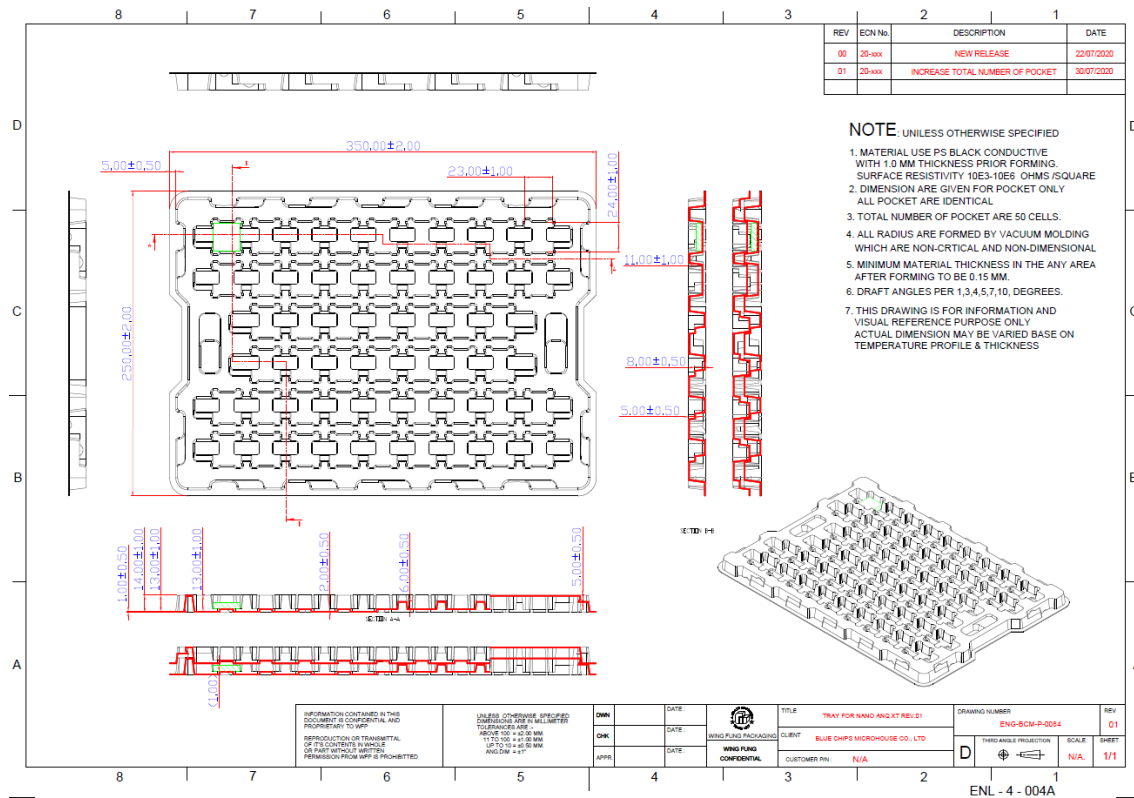 8 7 6 5 4 3 2 1
REV ECN No. DESCRIPTION DATE
00 20-xxx NEW RELEASE 22/07/2020
01 20-xxx INCREASE TOTAL NUMBER OF POCKET 30/07/2020
NOTE: UNLESS OTHERWISE SPECIFIED
1. MATERIAL USE PS BLACK CONDUCTIVE
WITH 1.0 MM THICKNESS PRIOR FORMING.
SURFACE RESISTIVITY 10E3-10E6 OHMS /SQUARE
2. DIMENSION ARE GIVEN FOR POCKET ONLY
ALL POCKET ARE IDENTICAL
3. TOTAL NUMBER OF POCKET ARE 50 CELLS.
4. ALL RADIUS ARE FORMED BY VACUUM MOLDING
WHICH ARE NON-CRTICAL AND NON-DIMENSIONAL
5. MINIMUM MATERIAL THICKNESS IN THE ANY AREA
AFTER FORMING TO BE 0.15 MM.
6. DRAFT ANGLES PER 1,3,4,5,7,10, DEGREES.
7. THIS DRAWING IS FOR INFORMATION AND
VISUAL REFERENCE PURPOSE ONLY
ACTUAL DIMENSION MAY BE VARIED BASE ON
TEMPERATURE PROFILE & THICKNESS
D
C
B
A
D
350.00±2.00
5.00±0.50
23.00±1.00
24.00±1.00
250.00±2.00
11.00±1.00
8.00±0.50
5.00±0.50
SECTION B-B
1.00±0.50
14.00±1.00
13.00±1.00
13.00±1.00
2.00±0.50
6.00±0.50
5.00±0.50
SECTION A-A
(1.00)
INFORMATION CONTAINED IN THIS
DOCUMENT IS CONFIDENTIAL AND
PROPRIETARY TO WFP
REPRODUCTION OR TRANSMITTAL
OF IT'S CONTENTS IN WHOLE
OR PART WITHOUT WRITTEN
PERMISSION FROM WFP IS PROHIBITED
UNLESS OTHERWISE SPECIFIED:
DIMENSIONS ARE IN MILLIMETER
TOLERANCES ARE :-
ABOVE 100 = ±2.00 MM
11 TO 100 = ±1.00 MM
UP TO 10 = ±0.50 MM
ANG.DIM = ±1°
DWN DATE :
CHK DATE :
APPR. DATE :
WING FUNG PACKAGING
WING FUNG
CONFIDENTIAL
TITLE TRAY FOR NANO ANQ XT REV.01
CLIENT BLUE CHIPS MICROHOUSE CO., LTD
CUSTOMER P/N : N/A
DRAWING NUMBER
ENG-BCM-P-0084
REV
01
D
THIRD ANGLE PROJECTION
SCALE
N/A.
SHEET
1/1
8 7 6 5 4 3 2 1
ENL - 4 - 004A